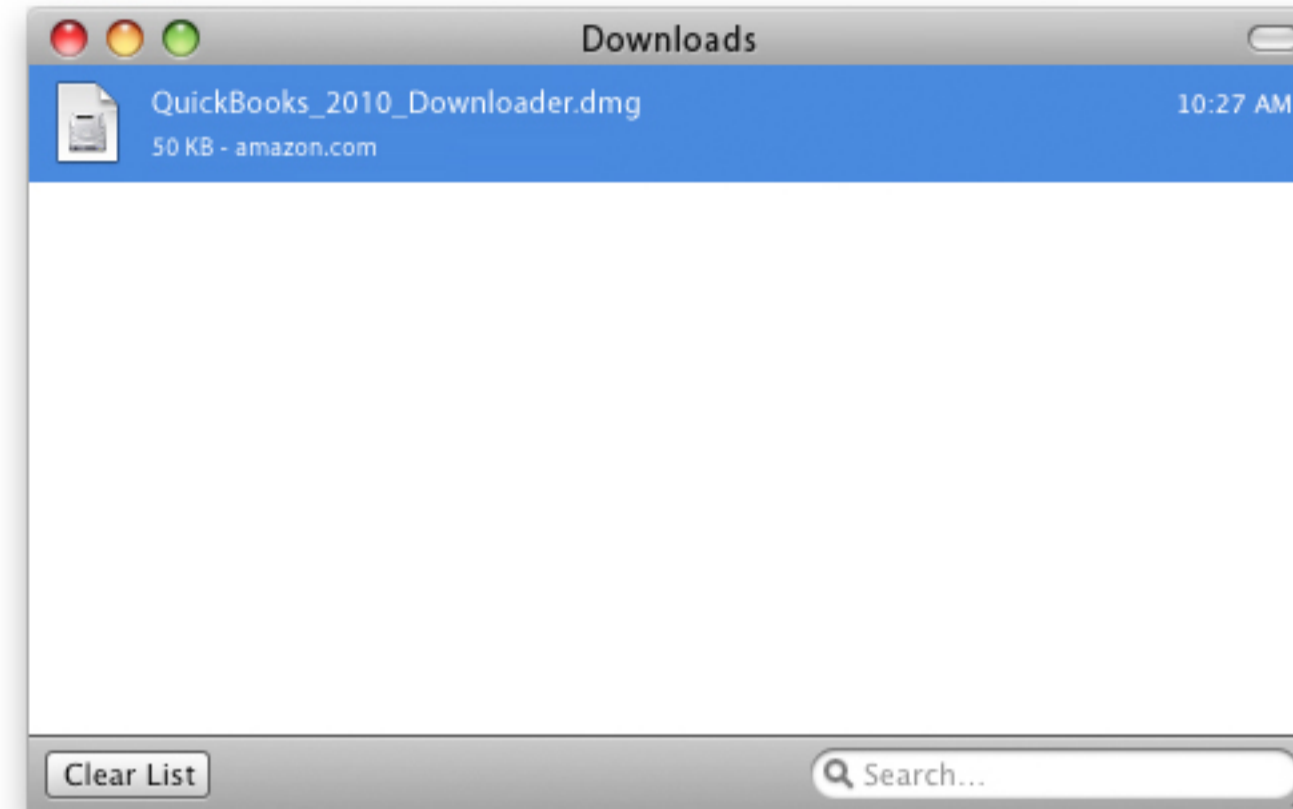 Downloads
QuickBooks_2010_Downloader.dmg
10:27 AM
50 KB - amazon.com
Clear List
Search...